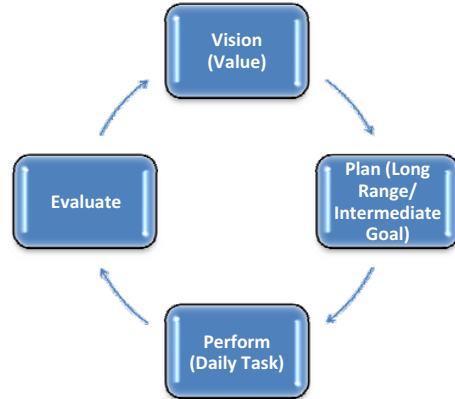 Vision
(Value)
Plan (Long
Range/
Intermediate
Goal)
Perform
(Daily Task)
Evaluate